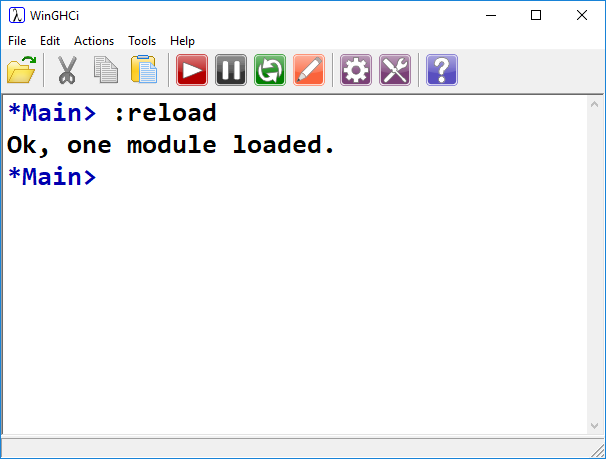 WinGHCi
File Edit Actions Tools Help
*Main> :reload
Ok, one module loaded.
*Main>